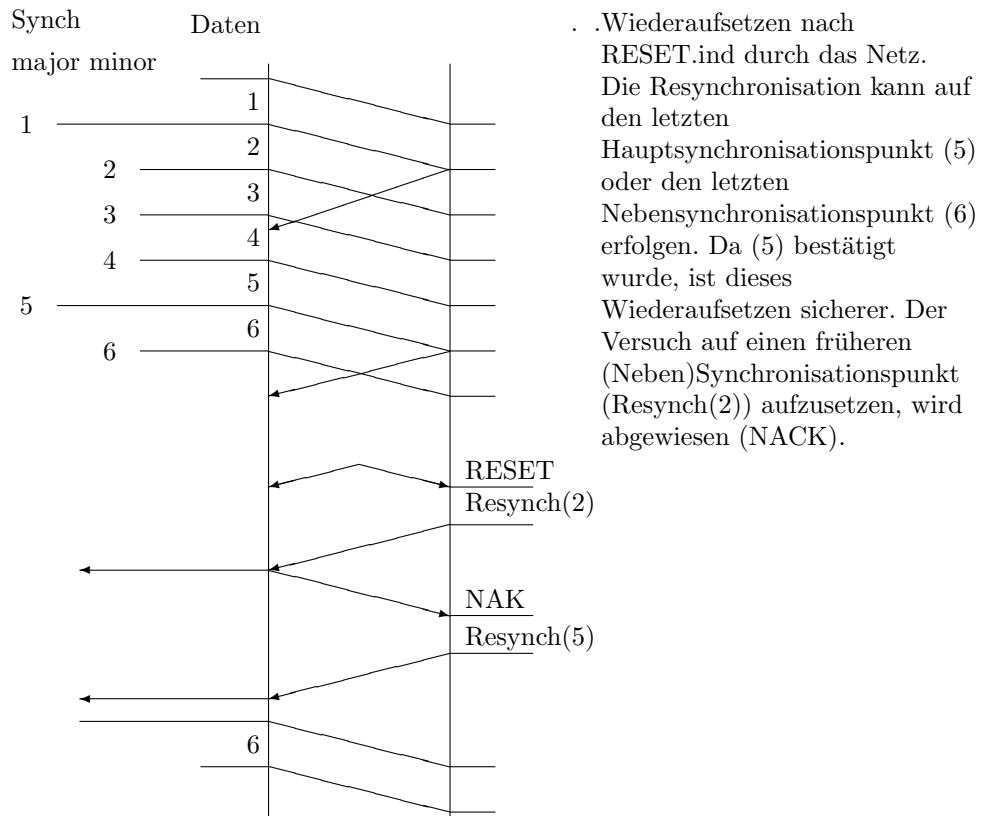 Synch
Daten
major minor
1
1
2
2
3
3
4
4
5
5
6
6
RESET
Resynch(2)
NAK
Resynch(5)
6
. .Wiederaufsetzen nach
RESET.ind durch das Netz.
Die Resynchronisation kann auf
den letzten
Hauptsynchronisationspunkt (5)
oder den letzten
Nebensynchronisationspunkt (6)
erfolgen. Da (5) bestätigt
wurde, ist dieses
Wiederaufsetzen sicherer. Der
Versuch auf einen früheren
(Neben)Synchronisationspunkt
(Resynch(2)) aufzusetzen, wird
abgewiesen (NACK).